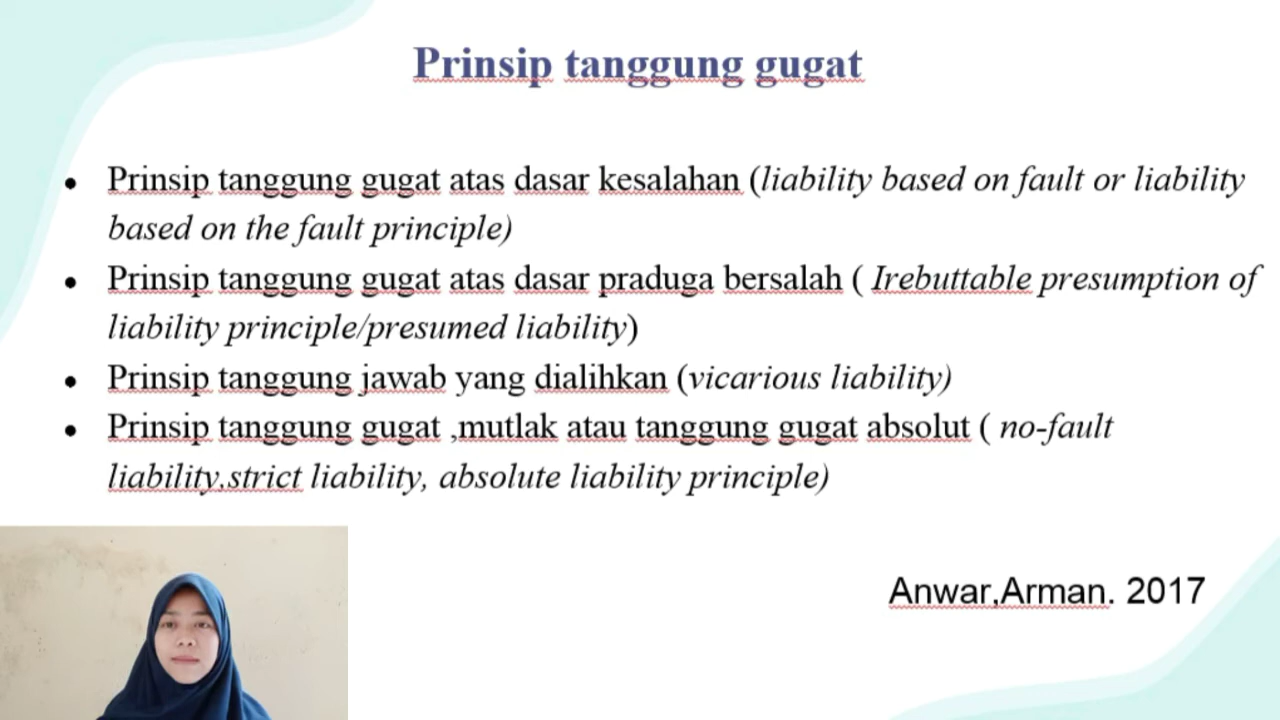 Prinsip tanggung gugat
• Prinsip tanggung gugat atas dasar kesalahan (liability based on fault or liability
based on the fault principle)
• Prinsip tanggung gugat atas dasar praduga bersalah ( Irebuttable presumption of
liability principle/presumed liability)
• Prinsip tanggung jawab yang dialihkan (vicarious liability)
• Prinsip tanggung gugat ,mutlak atau tanggung gugat absolut ( no-fault
liability,strict liability, absolute liability principle)
Anwar,Arman. 2017